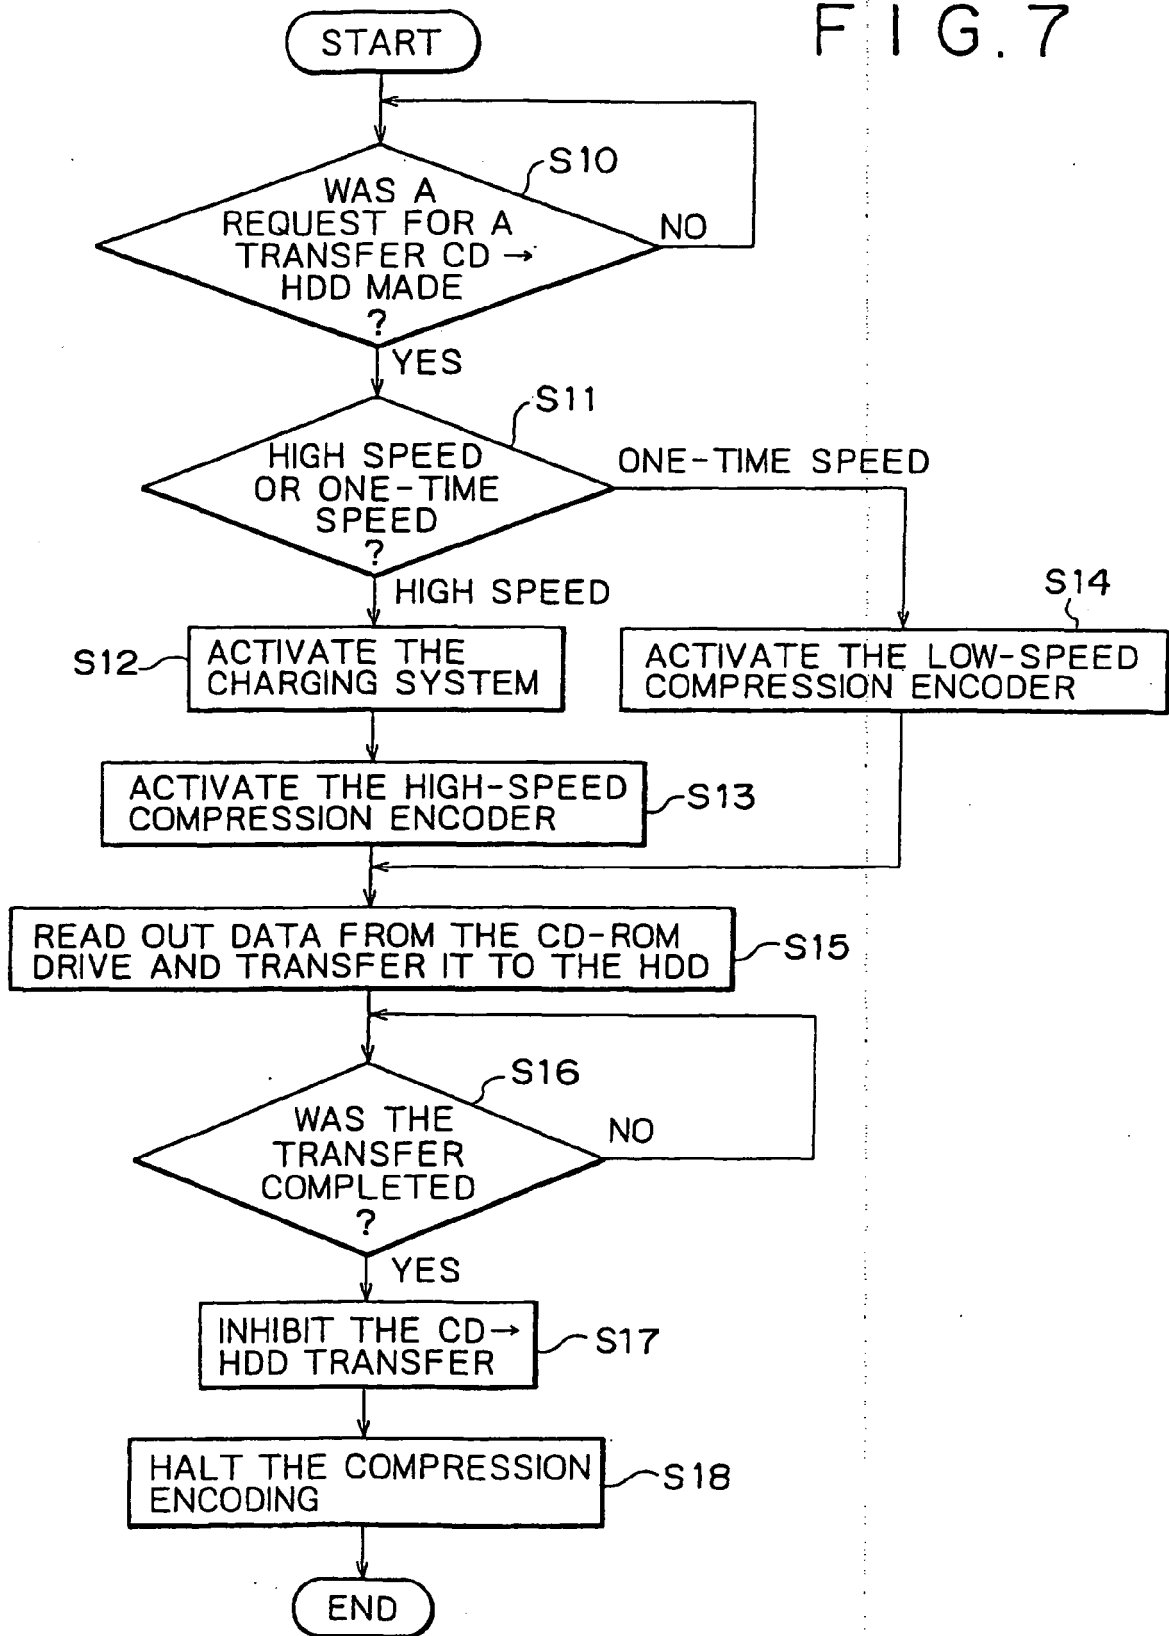 FIG.7
START
S10
WAS A
REQUEST FOR A
TRANSFER CD →
HDD MADE
?
NO
YES
S11
HIGH SPEED
OR ONE-TIME
SPEED
?
ONE-TIME SPEED
HIGH SPEED
S14
S12
ACTIVATE THE
CHARGING SYSTEM
ACTIVATE THE LOW-SPEED
COMPRESSION ENCODER
ACTIVATE THE HIGH-SPEED
COMPRESSION ENCODER
S13
READ OUT DATA FROM THE CD-ROM
DRIVE AND TRANSFER IT TO THE HDD
S15
S16
WAS THE
TRANSFER
COMPLETED
?
NO
YES
INHIBIT THE CD→
HDD TRANSFER
S17
HALT THE COMPRESSION
ENCODING
S18
END